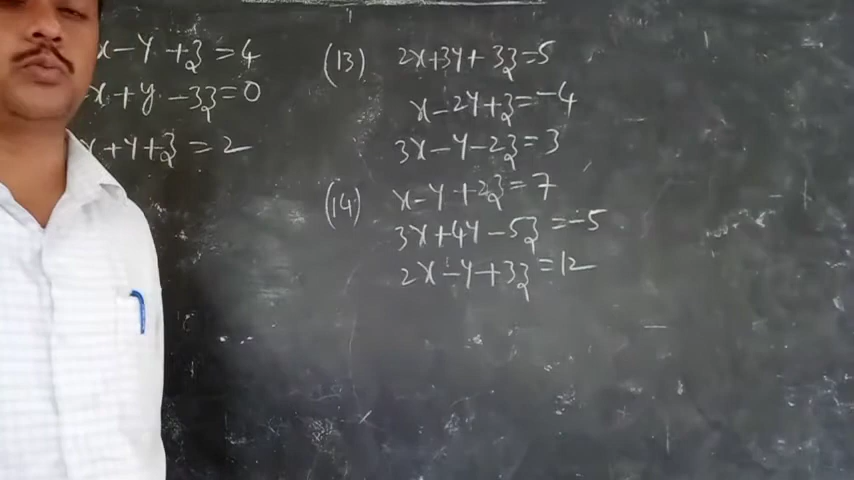 x-y+z=4
x+y-3z=0
x+y+z=2
(13) 2x+3y+3z=5
x-2y+z=-4
3x-y-2z=3
(14) x-y+2z=7
3x+4y-5z=-5
2x-y+3z=12